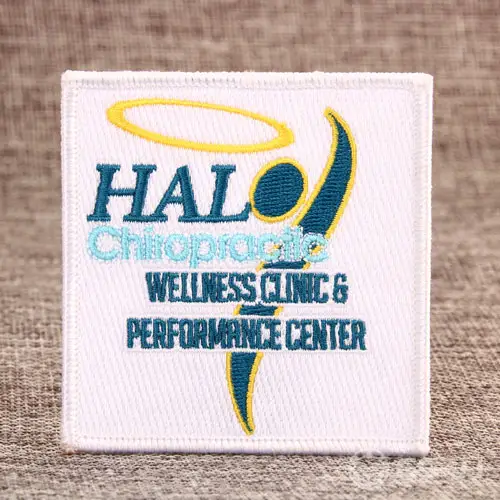 HALO
Chiropractic
WELLNESS CLINIC &
PERFORMANCE CENTER